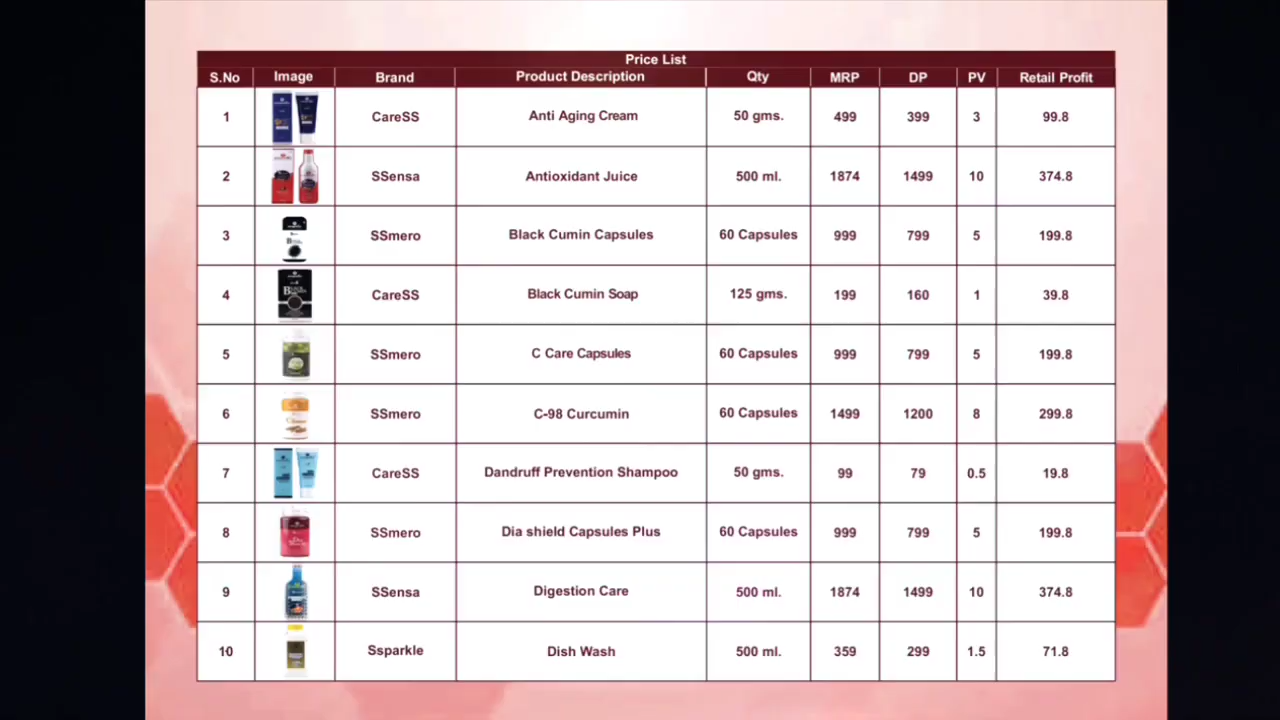 Price List
S.No Image Brand Product Description Qty MRP DP PV Retail Profit
1 CareSS Anti Aging Cream 50 gms. 499 399 3 99.8
2 SSensa Antioxidant Juice 500 ml. 1874 1499 10 374.8
3 SSmero Black Cumin Capsules 60 Capsules 999 799 5 199.8
4 CareSS Black Cumin Soap 125 gms. 199 160 1 39.8
5 SSmero C Care Capsules 60 Capsules 999 799 5 199.8
6 SSmero C-98 Curcumin 60 Capsules 1499 1200 8 299.8
7 CareSS Dandruff Prevention Shampoo 50 gms. 99 79 0.5 19.8
8 SSmero Dia shield Capsules Plus 60 Capsules 999 799 5 199.8
9 SSensa Digestion Care 500 ml. 1874 1499 10 374.8
10 Ssparkle Dish Wash 500 ml. 359 299 1.5 71.8